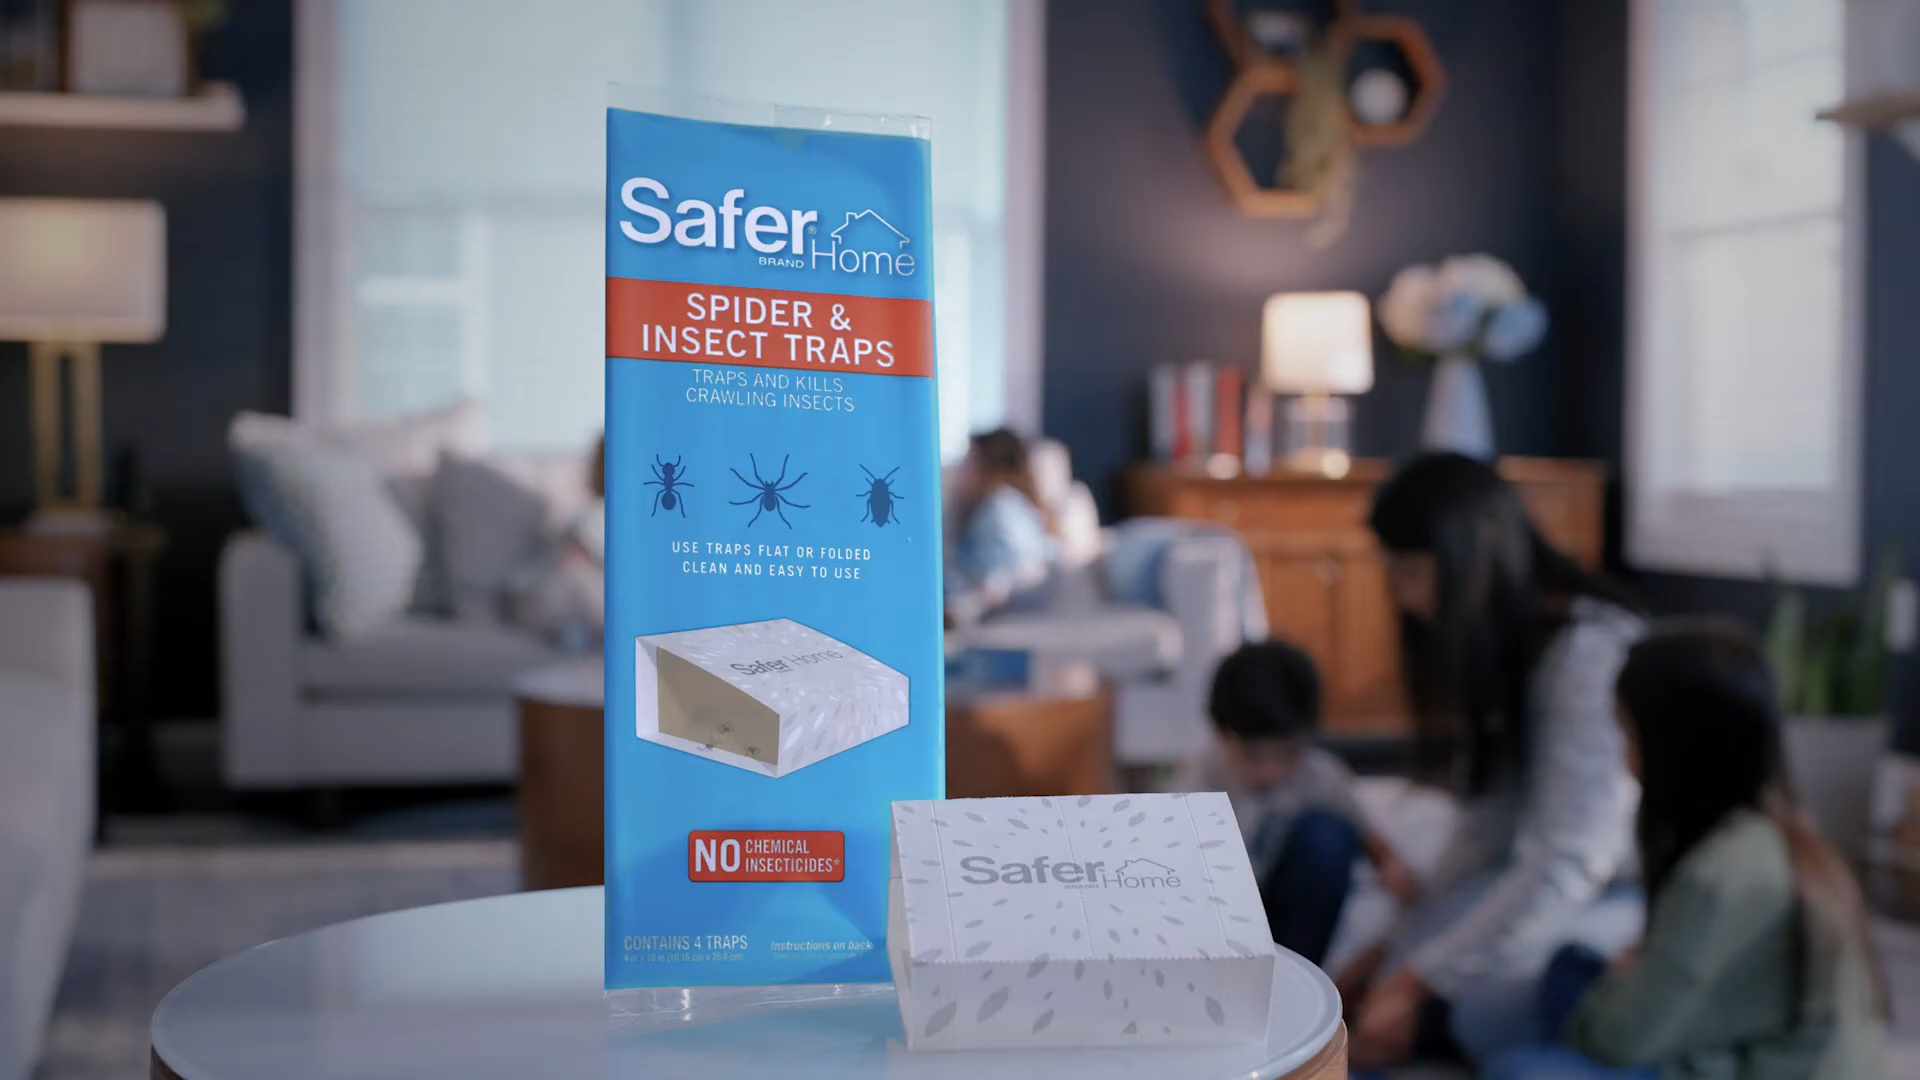 Safer® Home
BRAND
SPIDER &
INSECT TRAPS
TRAPS AND KILLS
CRAWLING INSECTS
USE TRAPS FLAT OR FOLDED
CLEAN AND EASY TO USE
Safer Home
NO CHEMICAL
INSECTICIDES*
CONTAINS 4 TRAPS
Instructions on back
Safer Home
BRAND